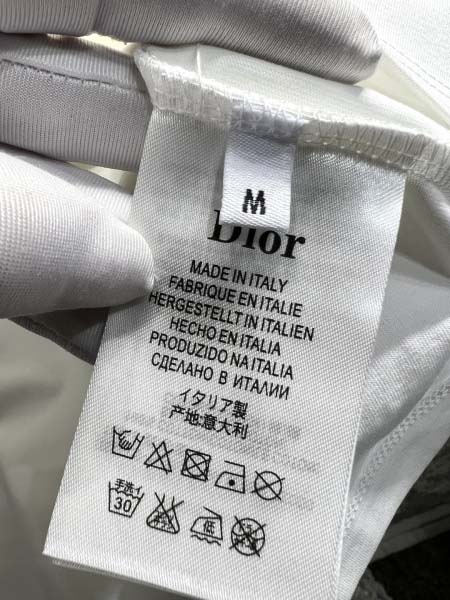 M
Dior
MADE IN ITALY
FABRIQUE EN ITALIE
HERGESTELLT IN ITALIEN
HECHO EN ITALIA
PRODUZIDO NA ITALIA
СДЕЛАНО В ИТАЛИИ
イタリア製
产地:意大利
手洗イ
30
低